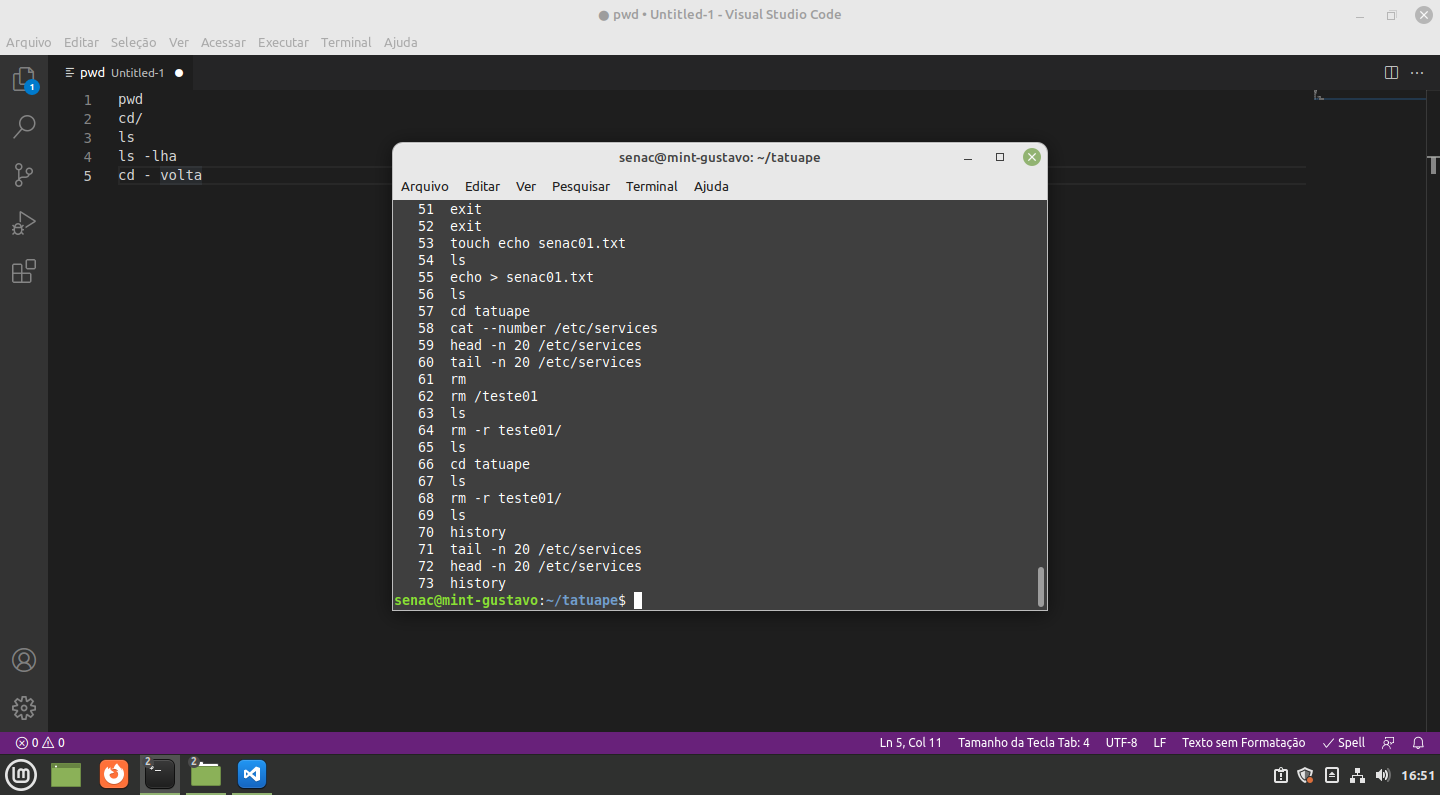 ● pwd • Untitled-1 - Visual Studio Code
Arquivo Editar Seleção Ver Acessar Executar Terminal Ajuda
1
pwd Untitled-1 ●
1 pwd
2 cd/
3 ls
4 ls -lha
5 cd - volta
senac@mint-gustavo: ~/tatuape
Arquivo Editar Ver Pesquisar Terminal Ajuda
51 exit
52 exit
53 touch echo senac01.txt
54 ls
55 echo > senac01.txt
56 ls
57 cd tatuape
58 cat --number /etc/services
59 head -n 20 /etc/services
60 tail -n 20 /etc/services
61 rm
62 rm /teste01
63 ls
64 rm -r teste01/
65 ls
66 cd tatuape
67 ls
68 rm -r teste01/
69 ls
70 history
71 tail -n 20 /etc/services
72 head -n 20 /etc/services
73 history
senac@mint-gustavo:~/tatuape$
0 0 Ln 5, Col 11 Tamanho da Tecla Tab: 4 UTF-8 LF Texto sem Formatação Spell
2 2 16:51